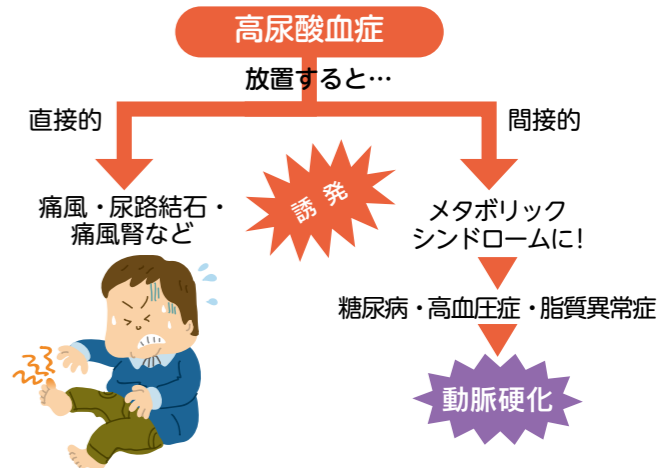 高尿酸血症
放置すると…
直接的
間接的
誘発
痛風・尿路結石・
痛風腎など
メタボリック
シンドロームに!
糖尿病・高血圧症・脂質異常症
動脈硬化